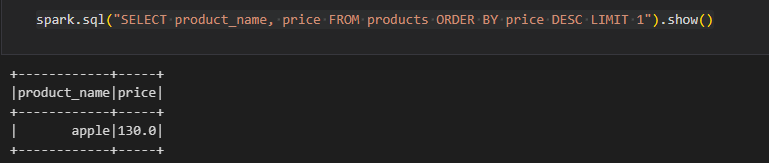 spark.sql("SELECT product_name, price FROM products ORDER BY price DESC LIMIT 1").show()
+------------+-----+
|product_name|price|
+------------+-----+
|       apple|130.0|
+------------+-----+